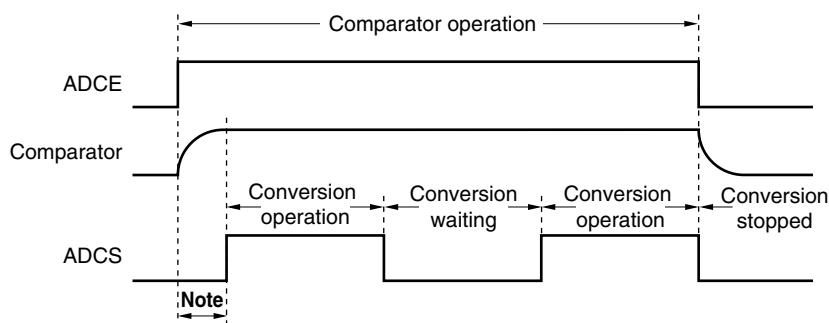 Comparator operation
ADCE
Comparator
Conversion
operation
Conversion
waiting
Conversion
operation
Conversion
stopped
ADCS
Note